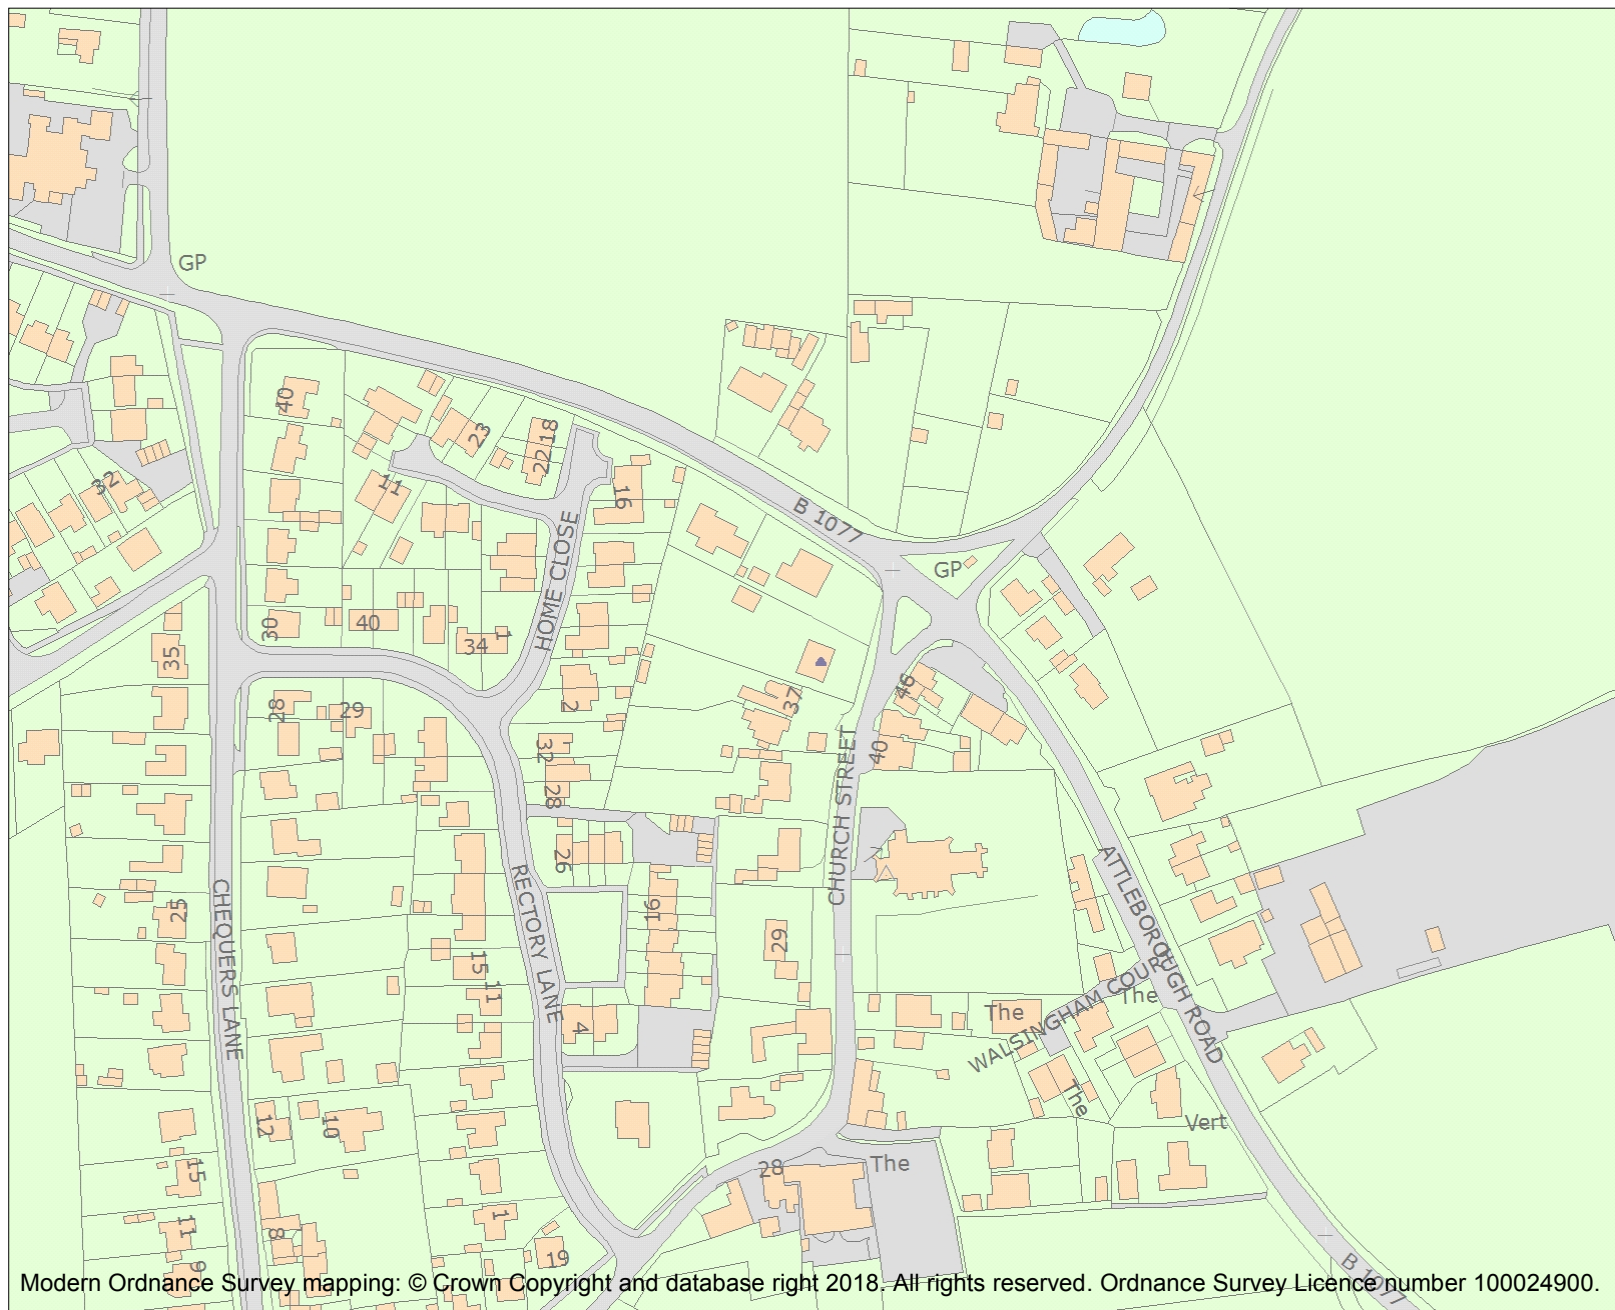 GP
40
23
2218
32
11
16
B 1077
HOME CLOSE
GP
30
40
34
1
35
46
28
29
2
37
32
40
28
CHURCH STREET
26
ATTLEBOROUGH ROAD
RECTORY LANE
CHEQUERS LANE
25
16
29
15
11
WALSINGHAM COURT
The
The
4
The
12
10
Vert
28
The
15
11
8
1
19
9
B 1077
Modern Ordnance Survey mapping: © Crown Copyright and database right 2018. All rights reserved. Ordnance Survey Licence number 100024900.